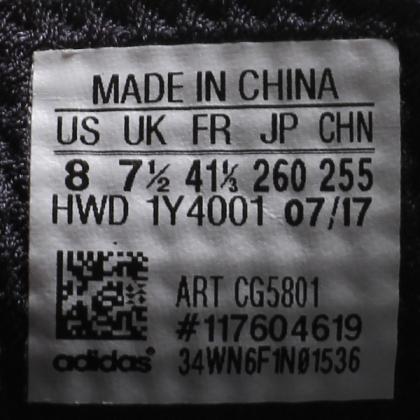 MADE IN CHINA
US UK FR JP CHN
8 7½ 41⅓ 260 255
HWD 1Y4001 07/17
ART CG5801
#117604619
adidas® 34WN6F1N01536